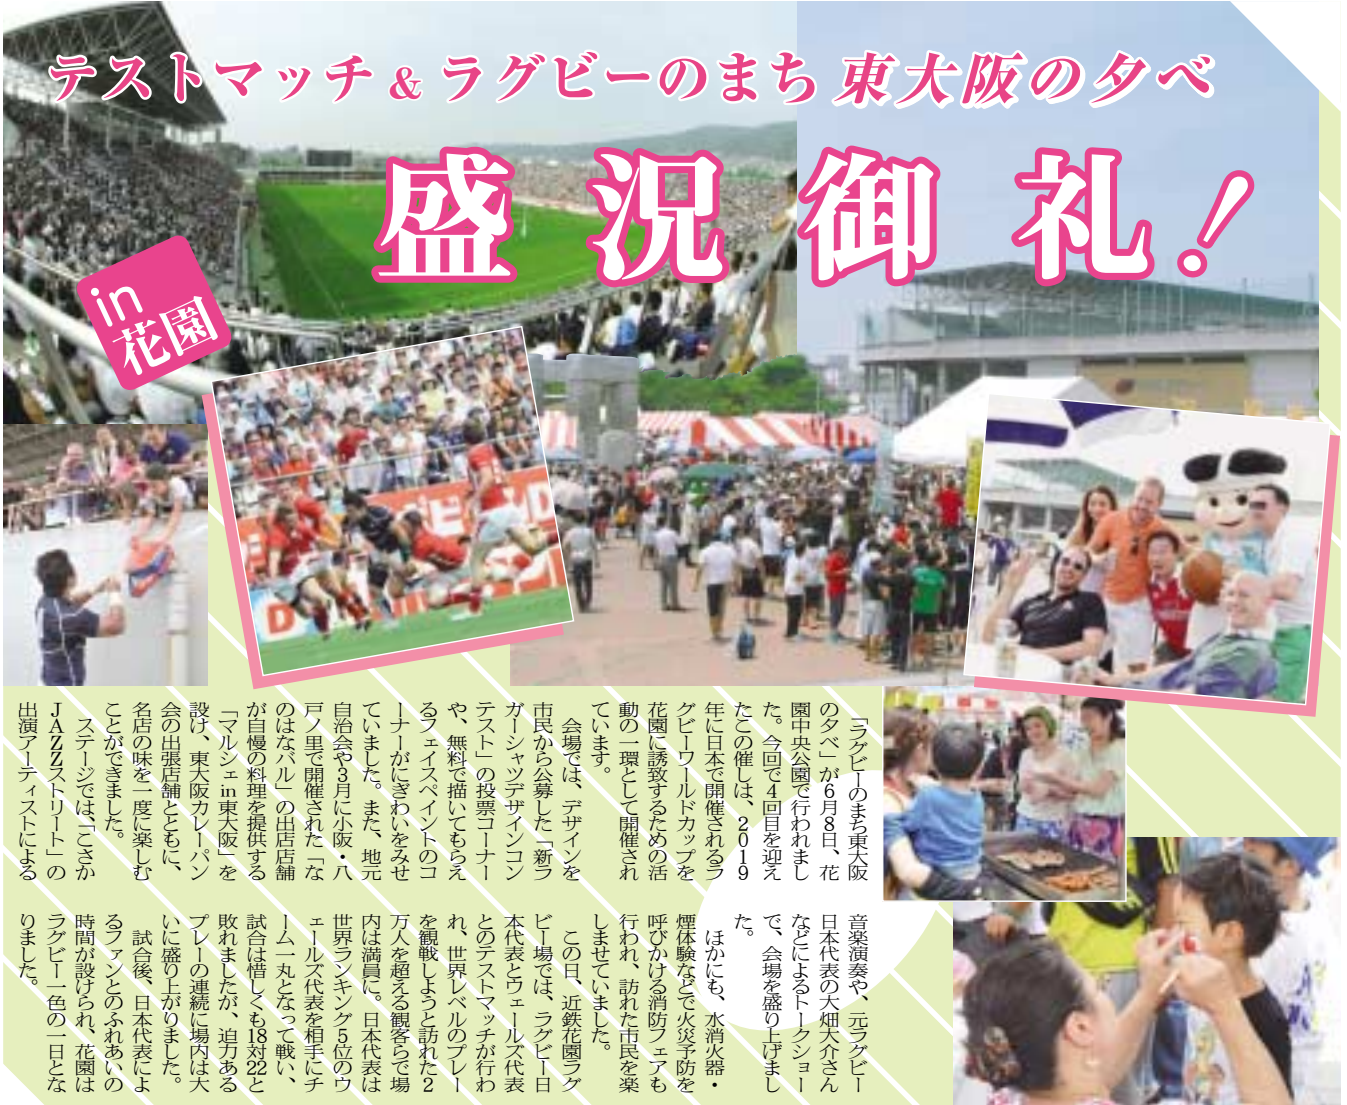 テストマッチ&ラグビーのまち東大阪の夕べ
盛況御礼!
in
花園
「ラグビーのまち東大阪
の夕べ」が6月8日、花
園中央公園で行われまし
た。今回で4回目を迎え
たこの催しは、2019
年に日本で開催されるラ
グビーワールドカップを
花園に誘致するための活
動の一環として開催され
ています。
会場では、デザインを
市民から公募した「新ラ
ガーシャツデザインコン
テスト」の投票コーナー
や、無料で描いてもらえ
るフェイスペイントのコ
ーナーがにぎわいをみせ
ていました。また、地元
自治会や3月に小阪・八
戸ノ里で開催された「な
のはなバル」の出店店舗
が自慢の料理を提供する
「マルシェin東大阪」を
設け、東大阪カレーパン
会の出張店舗とともに、
名店の味を一度に楽しむ
ことができました。
ステージでは、「こさか
JAZZストリート」の
出演アーティストによる
音楽演奏や、元ラグビー
日本代表の大畑大介さん
などによるトークショー
で、会場を盛り上げまし
た。
ほかにも、水消火器・
煙体験などで火災予防を
呼びかける消防フェアも
行われ、訪れた市民を楽
しませていました。
この日、近鉄花園ラグ
ビー場では、ラグビー日
本代表とウェールズ代表
とのテストマッチが行わ
れ、世界レベルのプレー
を観戦しようと訪れた2
万人を超える観客らで場
内は満員に。日本代表は
世界ランキング5位のウ
ェールズ代表を相手にチ
ーム一丸となって戦い、
試合は惜しくも18対22と
敗れましたが、迫力ある
プレーの連続に場内は大
いに盛り上がりました。
試合後、日本代表によ
るファンとのふれあいの
時間が設けられ、花園は
ラグビー一色の一日とな
りました。